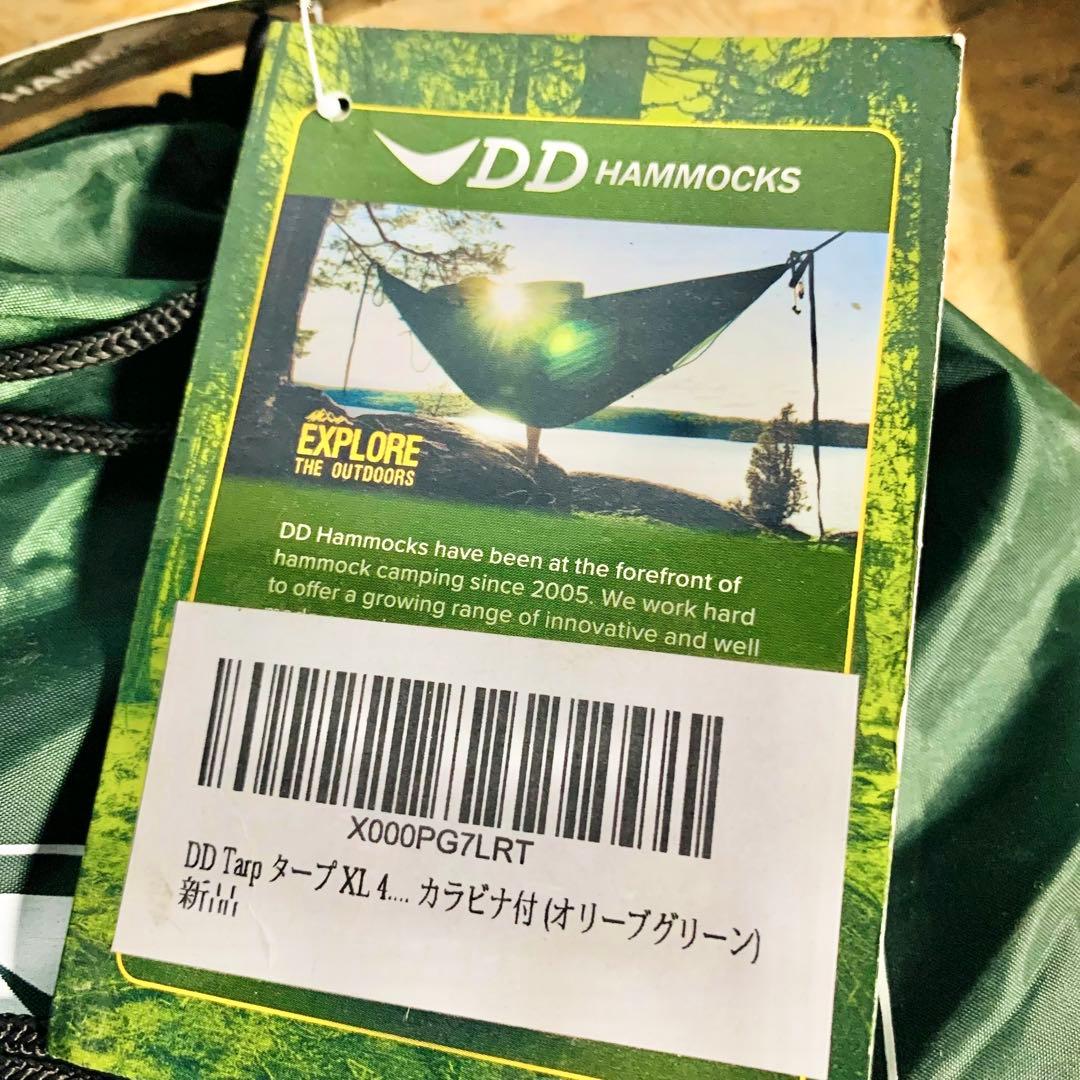 DD HAMMOCKS
EXPLORE
THE OUTDOORS
DD Hammocks have been at the forefront of
hammock camping since 2005. We work hard
to offer a growing range of innovative and well
X000PG7LRT
DD Tarp タープ XL 4.... カラビナ付 (オリーブグリーン)
新品